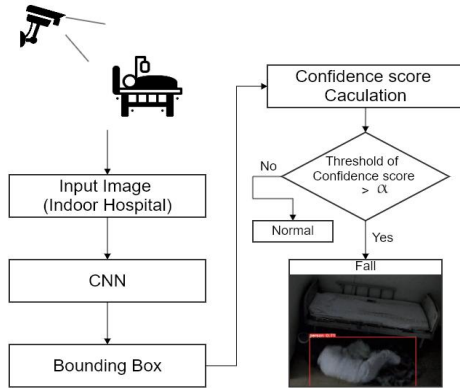 Input Image
(Indoor Hospital)
CNN
Bounding Box
Confidence score
Caculation
Threshold of
Confidence score
> α
No
Normal
Yes
Fall